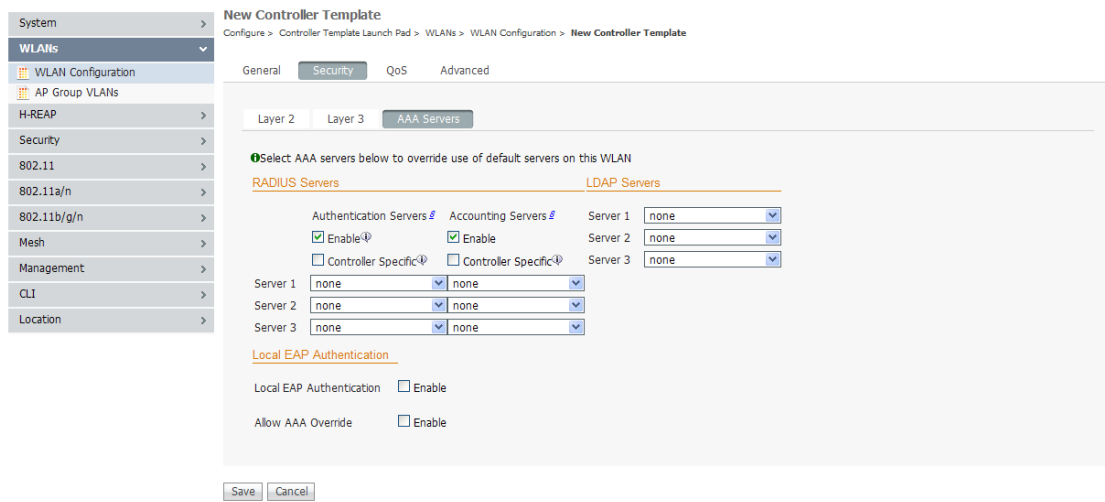 New Controller Template
Configure > Controller Template Launch Pad > WLANs > WLAN Configuration > New Controller Template
System >
WLANs
WLAN Configuration
AP Group VLANs
H-REAP >
Security >
802.11 >
802.11a/n >
802.11b/g/n >
Mesh >
Management >
CLI >
Location >
General Security QoS Advanced
Layer 2 Layer 3 AAA Servers
Select AAA servers below to override use of default servers on this WLAN
RADIUS Servers LDAP Servers
Authentication Servers Accounting Servers Server 1 none
Enable Enable Server 2 none
Controller Specific Controller Specific Server 3 none
Server 1 none none
Server 2 none none
Server 3 none none
Local EAP Authentication
Local EAP Authentication Enable
Allow AAA Override Enable
Save Cancel